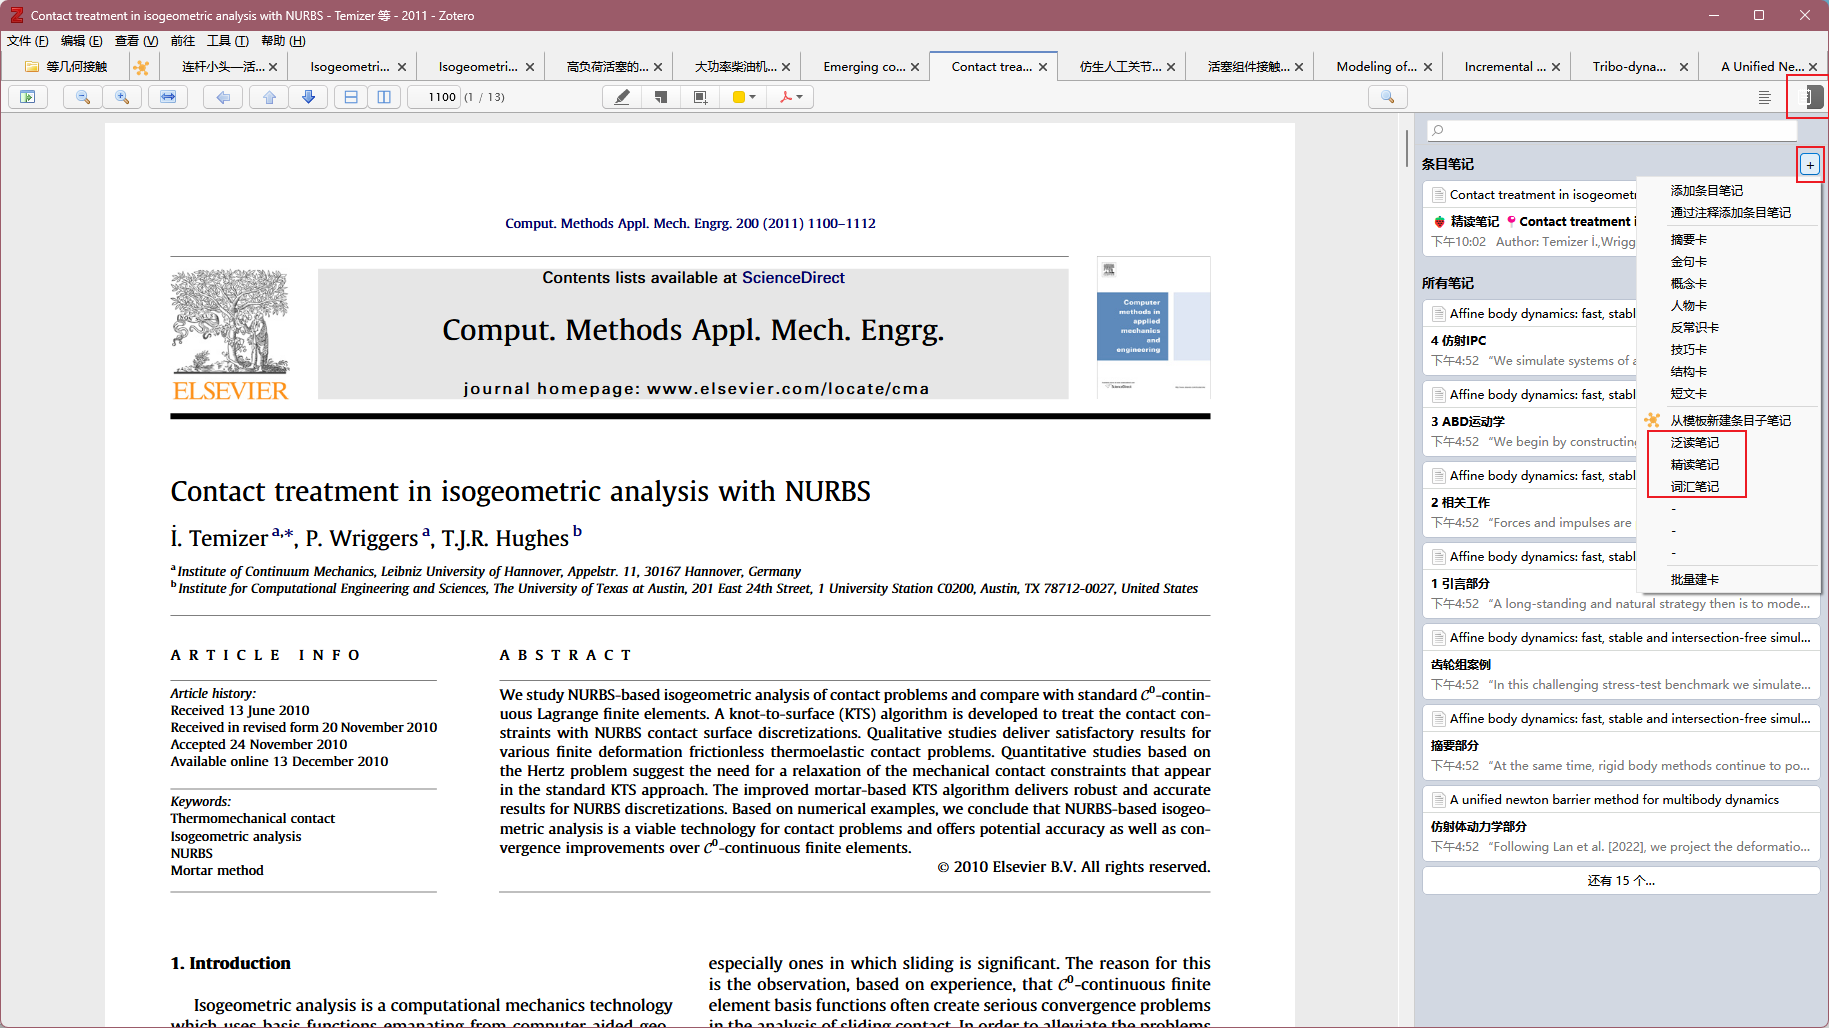 Contact treatment in isogeometric analysis with NURBS - Temizer 等 - 2011 - Zotero
文件 (F) 编辑 (E) 查看 (V) 前往 工具 (T) 帮助 (H)
等几何接触
连杆小头—活...
Isogeometri...
Isogeometri...
高负荷活塞的...
大功率柴油机...
Emerging co...
Contact trea...
仿生人工关节...
活塞组件接触...
Modeling of...
Incremental ...
Tribo-dyna...
A Unified Ne...
1100 (1 / 13)
Comput. Methods Appl. Mech. Engrg. 200 (2011) 1100–1112
Contents lists available at ScienceDirect
Comput. Methods Appl. Mech. Engrg.
journal homepage: www.elsevier.com/locate/cma
ELSEVIER
Computer
methods in
applied
mechanics
and
engineering
Contact treatment in isogeometric analysis with NURBS
İ. Temizer a,*, P. Wriggers a, T.J.R. Hughes b
a Institute of Continuum Mechanics, Leibniz University of Hannover, Appelstr. 11, 30167 Hannover, Germany
b Institute for Computational Engineering and Sciences, The University of Texas at Austin, 201 East 24th Street, 1 University Station C0200, Austin, TX 78712-0027, United States
ARTICLE INFO
Article history:
Received 13 June 2010
Received in revised form 20 November 2010
Accepted 24 November 2010
Available online 13 December 2010
Keywords:
Thermomechanical contact
Isogeometric analysis
NURBS
Mortar method
ABSTRACT
We study NURBS-based isogeometric analysis of contact problems and compare with standard C⁰-contin-
uous Lagrange finite elements. A knot-to-surface (KTS) algorithm is developed to treat the contact con-
straints with NURBS contact surface discretizations. Qualitative studies deliver satisfactory results for
various finite deformation frictionless thermoelastic contact problems. Quantitative studies based on
the Hertz problem suggest the need for a relaxation of the mechanical contact constraints that appear
in the standard KTS approach. The improved mortar-based KTS algorithm delivers robust and accurate
results for NURBS discretizations. Based on numerical examples, we conclude that NURBS-based isogeo-
metric analysis is a viable technology for contact problems and offers potential accuracy as well as con-
vergence improvements over C⁰-continuous finite elements.
© 2010 Elsevier B.V. All rights reserved.
1. Introduction
Isogeometric analysis is a computational mechanics technology
which uses basis functions emanating from computer aided geo-
especially ones in which sliding is significant. The reason for this
is the observation, based on experience, that C⁰-continuous finite
element basis functions often create serious convergence problems
in the analysis of sliding contact. In order to alleviate the problems
条目笔记
+
Contact treatment in isogeometr
精读笔记 Contact treatment i
下午10:02 Author: Temizer İ.,Wrigg
所有笔记
Affine body dynamics: fast, stabl
4 仿射IPC
下午4:52 “We simulate systems of a
Affine body dynamics: fast, stabl
3 ABD运动学
下午4:52 “We begin by constructing
Affine body dynamics: fast, stabl
2 相关工作
下午4:52 “Forces and impulses are
Affine body dynamics: fast, stabl
1 引言部分
下午4:52 “A long-standing and natural strategy then is to mode...
Affine body dynamics: fast, stable and intersection-free simul...
齿轮组案例
下午4:52 “In this challenging stress-test benchmark we simulate...
Affine body dynamics: fast, stable and intersection-free simul...
摘要部分
下午4:52 “At the same time, rigid body methods continue to po...
A unified newton barrier method for multibody dynamics
仿射体动力学部分
下午4:52 “Following Lan et al. [2022], we project the deformatio...
还有 15 个...
添加条目笔记
通过注释添加条目笔记
摘要卡
金句卡
概念卡
人物卡
反常识卡
技巧卡
结构卡
短文卡
从模板新建条目子笔记
泛读笔记
精读笔记
词汇笔记
-
-
-
批量建卡